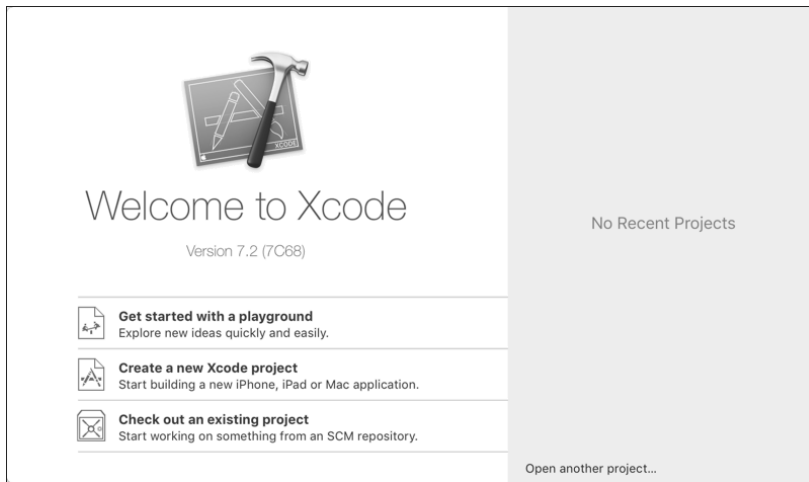 XCODE
Welcome to Xcode
Version 7.2 (7C68)
Get started with a playground
Explore new ideas quickly and easily.
Create a new Xcode project
Start building a new iPhone, iPad or Mac application.
Check out an existing project
Start working on something from an SCM repository.
No Recent Projects
Open another project...